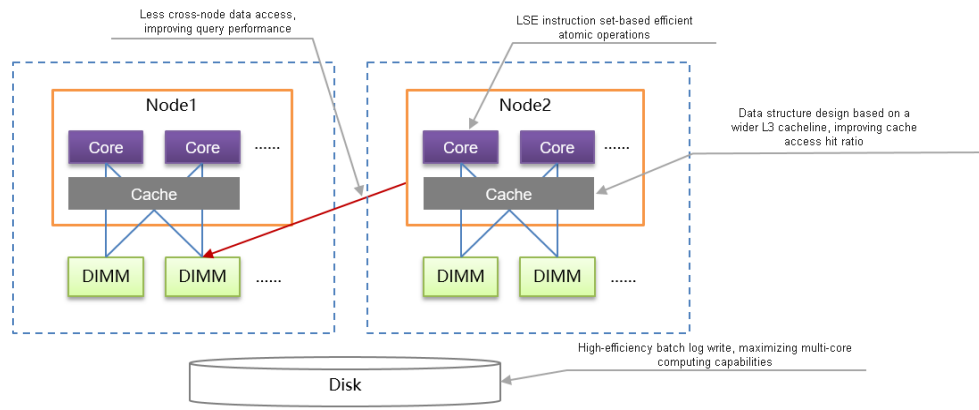 Less cross-node data access,
improving query performance
LSE instruction set-based efficient
atomic operations
Data structure design based on a
wider L3 cacheline, improving cache
access hit ratio
Node1
Core
Core
......
Cache
DIMM
DIMM
......
Node2
Core
Core
......
Cache
DIMM
DIMM
......
High-efficiency batch log write, maximizing multi-core
computing capabilities
Disk